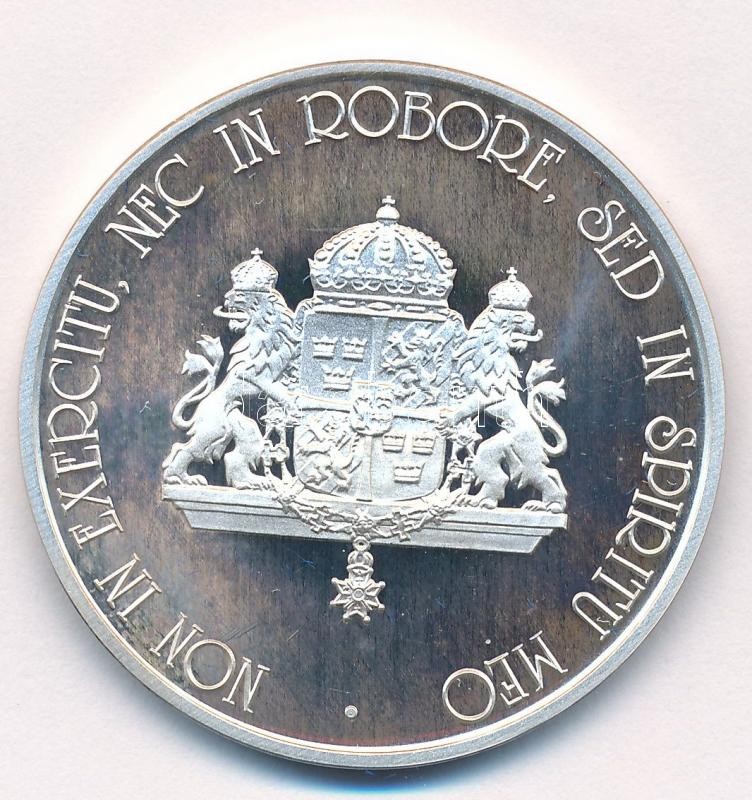 NON IN EXERCITU, NEC IN ROBORE, SED IN SPIRITU MEO